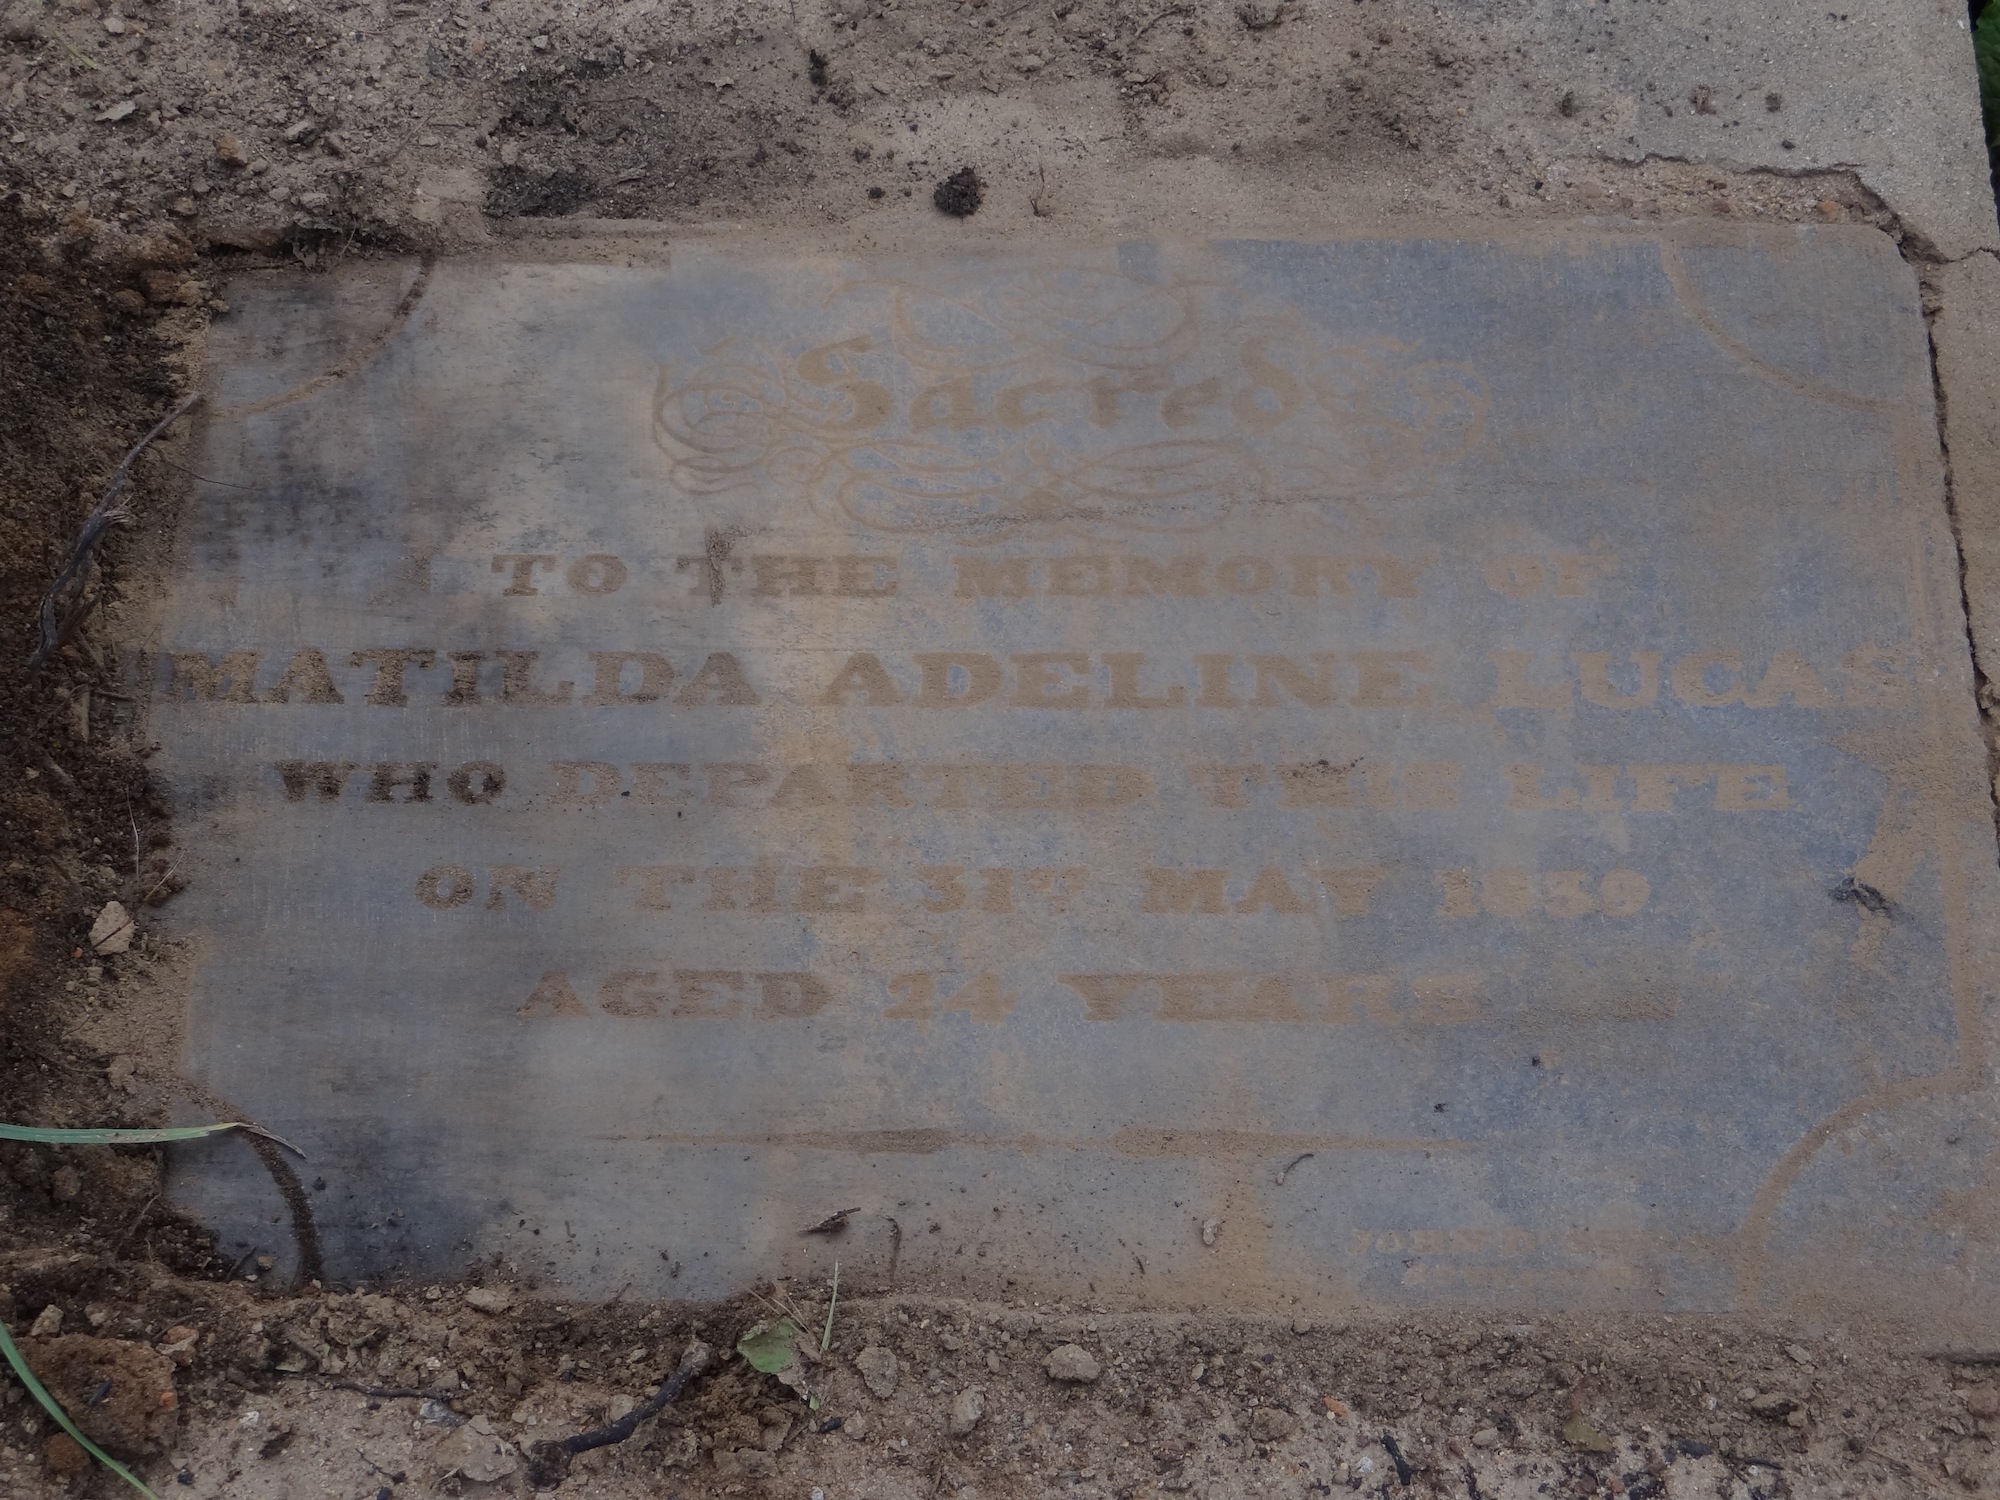 Sacred
TO THE MEMORY OF
MATILDA ADELINE LUCAS
WHO DEPARTED THIS LIFE
ON THE 31ST MAY 1839
AGED 24 YEARS
JOHN